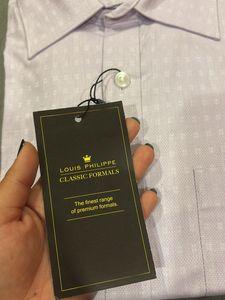 LOUIS PHILIPPE
CLASSIC FORMALS
The finest range
of premium formals.